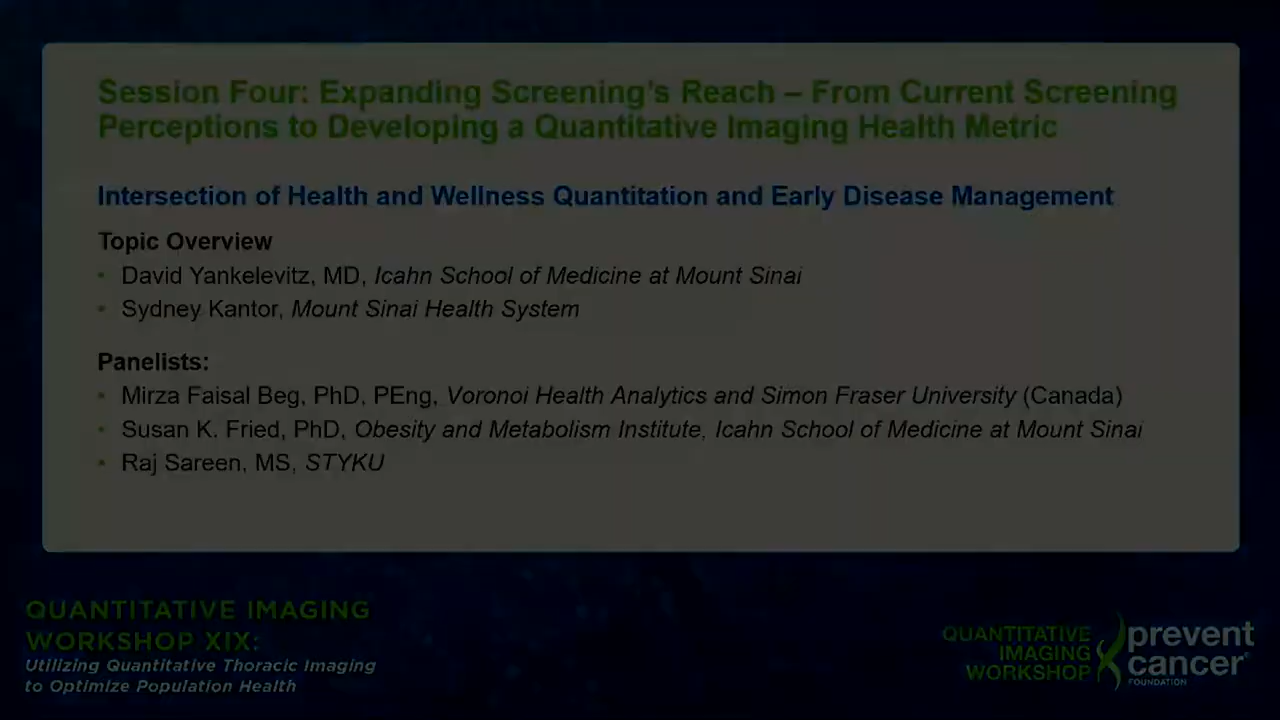 Session Four: Expanding Screening's Reach – From Current Screening
Perceptions to Developing a Quantitative Imaging Health Metric
Intersection of Health and Wellness Quantitation and Early Disease Management
Topic Overview
• David Yankelevitz, MD, Icahn School of Medicine at Mount Sinai
• Sydney Kantor, Mount Sinai Health System
Panelists:
• Mirza Faisal Beg, PhD, PEng, Voronoi Health Analytics and Simon Fraser University (Canada)
• Susan K. Fried, PhD, Obesity and Metabolism Institute, Icahn School of Medicine at Mount Sinai
• Raj Sareen, MS, STYKU
QUANTITATIVE IMAGING
WORKSHOP XIX:
Utilizing Quantitative Thoracic Imaging
to Optimize Population Health
QUANTITATIVE
IMAGING
WORKSHOP
prevent
cancer®
FOUNDATION